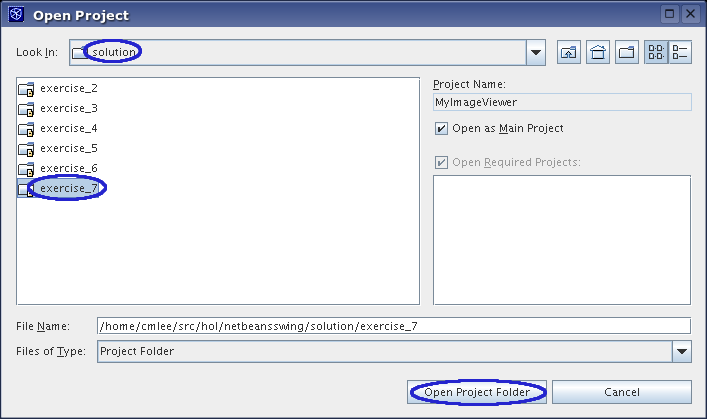 Open Project
Look In:
solution
exercise_2
exercise_3
exercise_4
exercise_5
exercise_6
exercise_7
Project Name:
MyImageViewer
Open as Main Project
Open Required Projects:
File Name:
/home/cmlee/src/hol/netbeansswing/solution/exercise_7
Files of Type:
Project Folder
Open Project Folder
Cancel